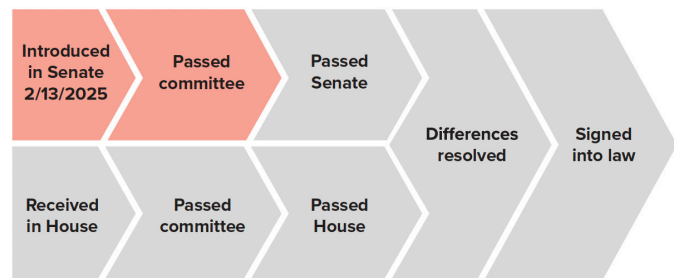 Introduced
in Senate
2/13/2025
Passed
committee
Passed
Senate
Received
in House
Passed
committee
Passed
House
Differences
resolved
Signed
into law